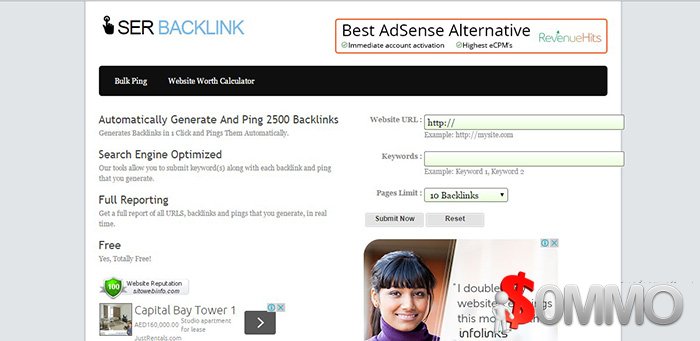 SER BACKLINK
Best AdSense Alternative
Immediate account activation
Highest eCPM's
RevenueHits
Bulk Ping
Website Worth Calculator
Automatically Generate And Ping 2500 Backlinks
Generates Backlinks in 1 Click and Pings Them Automatically.
Search Engine Optimized
Our tools allow you to submit keyword(s) along with each backlink and ping
that you generate.
Full Reporting
Get a full report of all URLS, backlinks and pings that you generate, in real
time.
Free
Yes, Totally Free!
100
Website Reputation
sitowebinfo.com
Capital Bay Tower 1
AED160,000.00
Studio apartment
for lease
JustRentals.com
Website URL :
http://
Example: http://mysite.com
Keywords :
Example: Keyword 1, Keyword 2
Pages Limit :
10 Backlinks
Submit Now
Reset
"I doubled my
website earnings
this month
infolinks
$0MMO